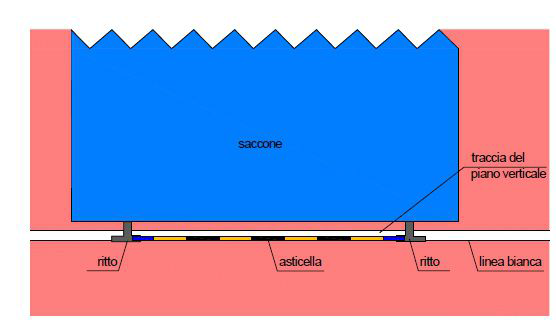 saccone
traccia del
piano verticale
ritto
asticella
ritto
linea bianca